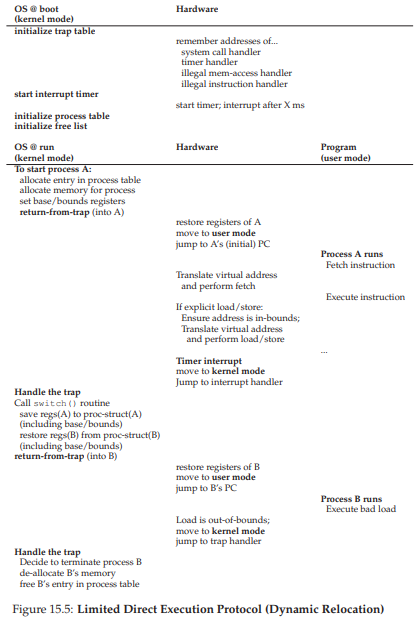 OS @ boot Hardware
(kernel mode)
initialize trap table
remember addresses of...
system call handler
timer handler
illegal mem-access handler
illegal instruction handler
start interrupt timer
start timer; interrupt after X ms
initialize process table
initialize free list
OS @ run Hardware Program
(kernel mode) (user mode)
To start process A:
allocate entry in process table
allocate memory for process
set base/bounds registers
return-from-trap (into A)
restore registers of A
move to user mode
jump to A's (initial) PC
Process A runs
Fetch instruction
Translate virtual address
and perform fetch
Execute instruction
If explicit load/store:
Ensure address is in-bounds;
Translate virtual address
and perform load/store
...
Timer interrupt
move to kernel mode
Jump to interrupt handler
Handle the trap
Call switch() routine
save regs(A) to proc-struct(A)
(including base/bounds)
restore regs(B) from proc-struct(B)
(including base/bounds)
return-from-trap (into B)
restore registers of B
move to user mode
jump to B's PC
Process B runs
Execute bad load
Load is out-of-bounds;
move to kernel mode
jump to trap handler
Handle the trap
Decide to terminate process B
de-allocate B's memory
free B's entry in process table
Figure 15.5: Limited Direct Execution Protocol (Dynamic Relocation)